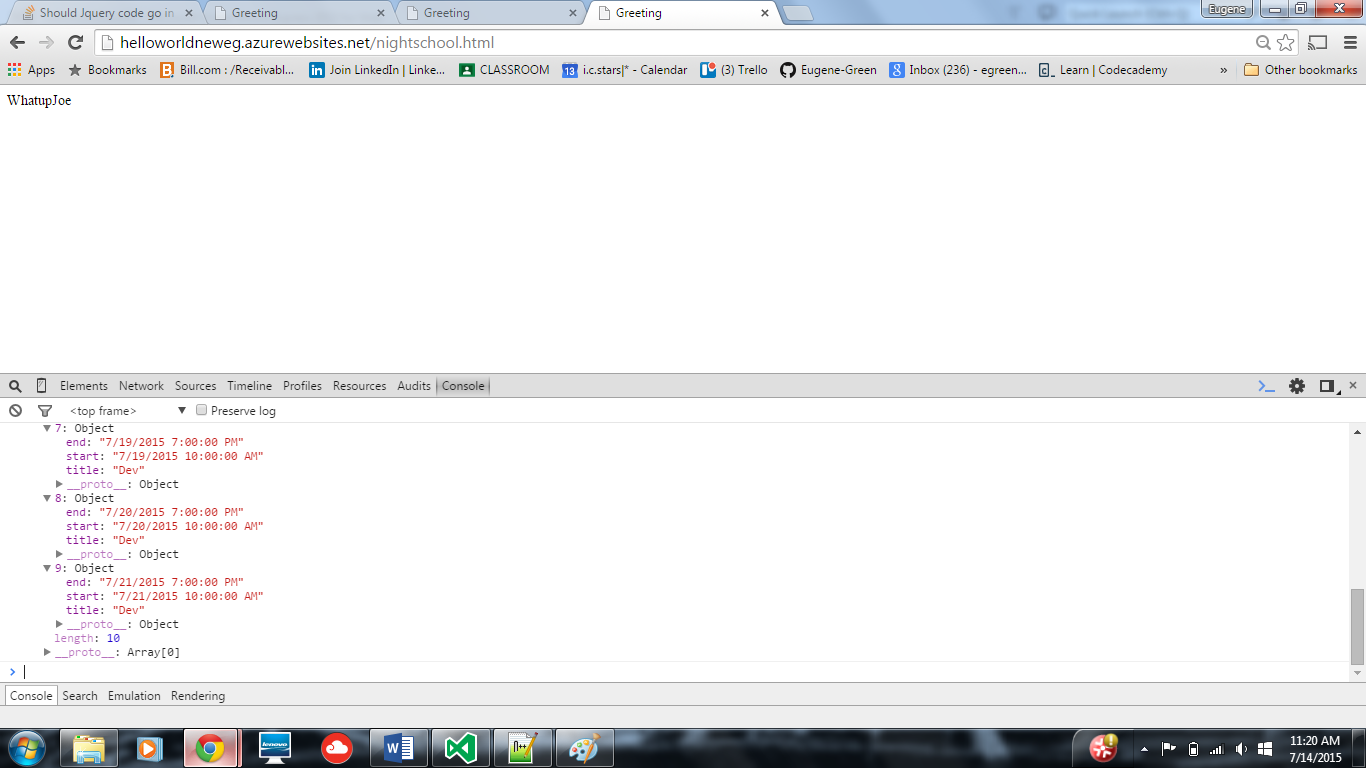 Should Jquery code go in
Greeting
Greeting
Greeting
Eugene
helloworldneweg.azurewebsites.net/nightschool.html
Apps
Bookmarks
Bill.com : /Receivabl...
Join LinkedIn | Linke...
CLASSROOM
13
i.c.stars|* - Calendar
(3) Trello
Eugene-Green
Inbox (236) - egreen...
Learn | Codecademy
»
Other bookmarks
WhatupJoe
Elements Network Sources Timeline Profiles Resources Audits Console
<top frame>
Preserve log
7: Object
end: "7/19/2015 7:00:00 PM"
start: "7/19/2015 10:00:00 AM"
title: "Dev"
__proto__: Object
8: Object
end: "7/20/2015 7:00:00 PM"
start: "7/20/2015 10:00:00 AM"
title: "Dev"
__proto__: Object
9: Object
end: "7/21/2015 7:00:00 PM"
start: "7/21/2015 10:00:00 AM"
title: "Dev"
__proto__: Object
length: 10
__proto__: Array[0]
>
Console Search Emulation Rendering
lenovo
11:20 AM
7/14/2015